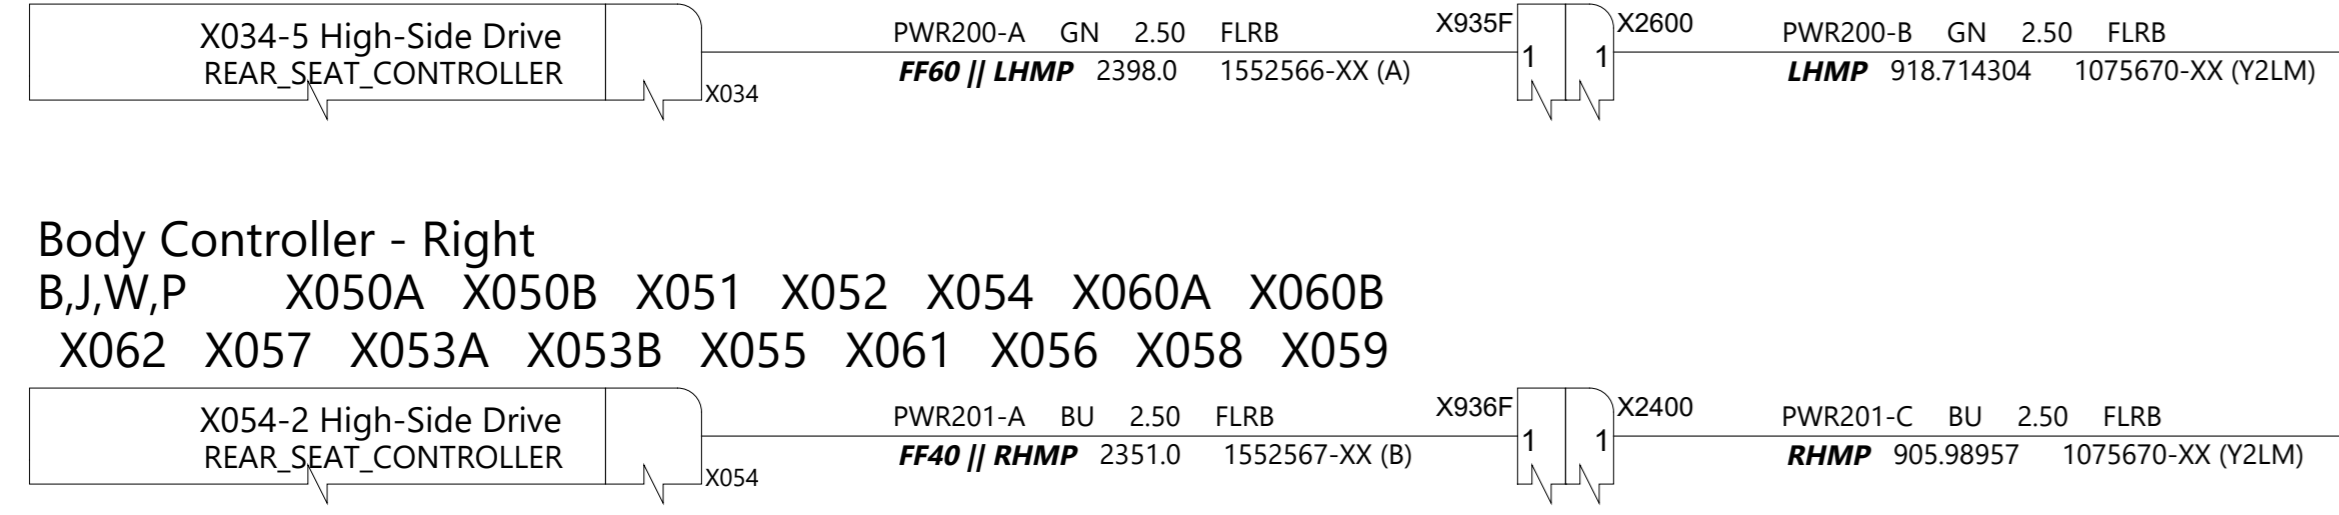 X034-5 High-Side Drive
REAR_SEAT_CONTROLLER
X034
PWR200-A GN 2.50 FLRB
FF60 || LHMP 2398.0 1552566-XX (A)
X935F
1
1
X2600
PWR200-B GN 2.50 FLRB
LHMP 918.714304 1075670-XX (Y2LM)
Body Controller - Right
B,J,W,P X050A X050B X051 X052 X054 X060A X060B
X062 X057 X053A X053B X055 X061 X056 X058 X059
X054-2 High-Side Drive
REAR_SEAT_CONTROLLER
X054
PWR201-A BU 2.50 FLRB
FF40 || RHMP 2351.0 1552567-XX (B)
X936F
1
1
X2400
PWR201-C BU 2.50 FLRB
RHMP 905.98957 1075670-XX (Y2LM)